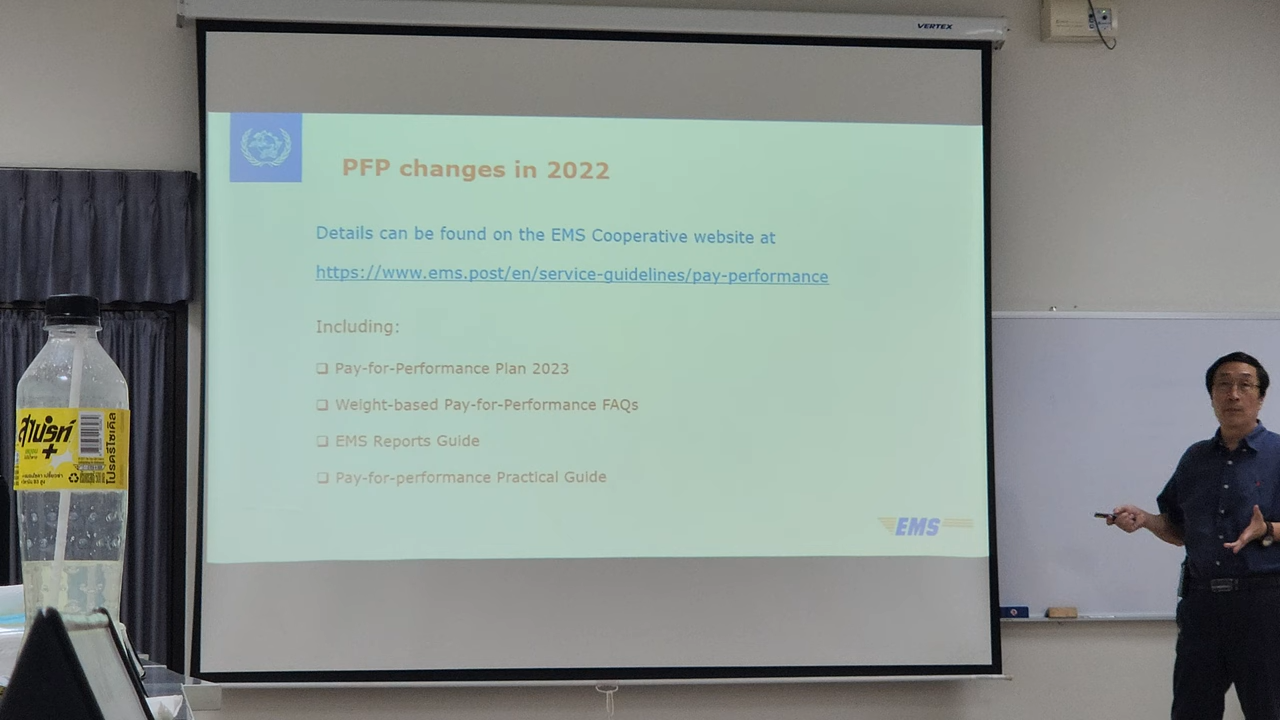 VERTEX
PFP changes in 2022
Details can be found on the EMS Cooperative website at
https://www.ems.post/en/service-guidelines/pay-performance
Including:
❑ Pay-for-Performance Plan 2023
❑ Weight-based Pay-for-Performance FAQs
❑ EMS Reports Guide
❑ Pay-for-performance Practical Guide
EMS